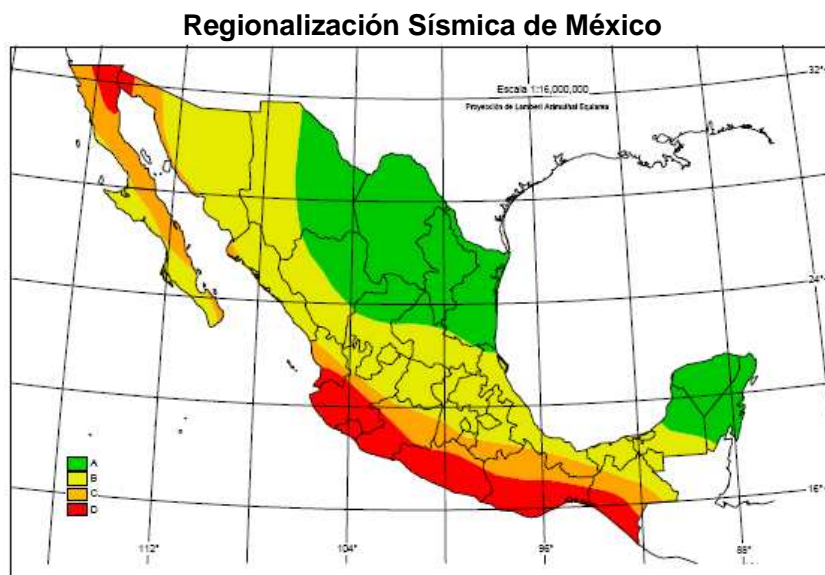 Regionalización Sísmica de México
32°
Escala 1:16,000,000
Proyección de Lambert Azimuthal Equiarea
24°
A
B
C
D
16°
112°
104°
96°
88°